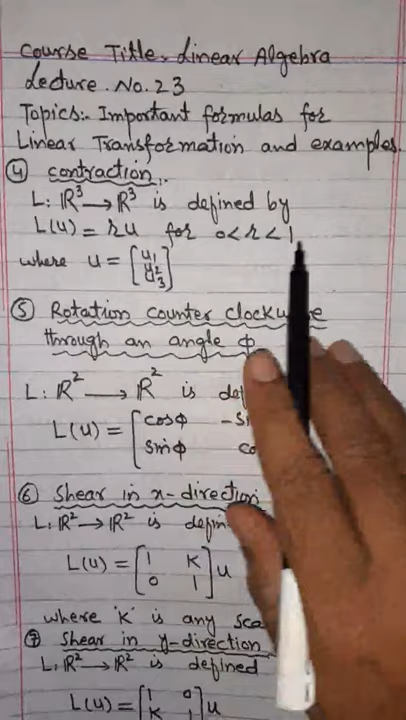 Course Title. Linear Algebra
Lecture. No. 23
Topics:. Important formulas for
Linear Transformation and examples.
④ contraction:.
L: ℝ³ → ℝ³ is defined by
L(u) = ru for 0<r<1
where u = [u₁ u₂ u₃]
⑤ Rotation counter clockwise
through an angle φ
L: ℝ² → ℝ² is
L(u) = [cosφ
sinφ
⑥ Shear in x-direction
L: ℝ² → ℝ² is
L(u) = [1 K
0 1] u
where 'K' is any
⑦ Shear in y-direction
L: ℝ² → ℝ² is defined
L(u) = [1 0
K 1] u